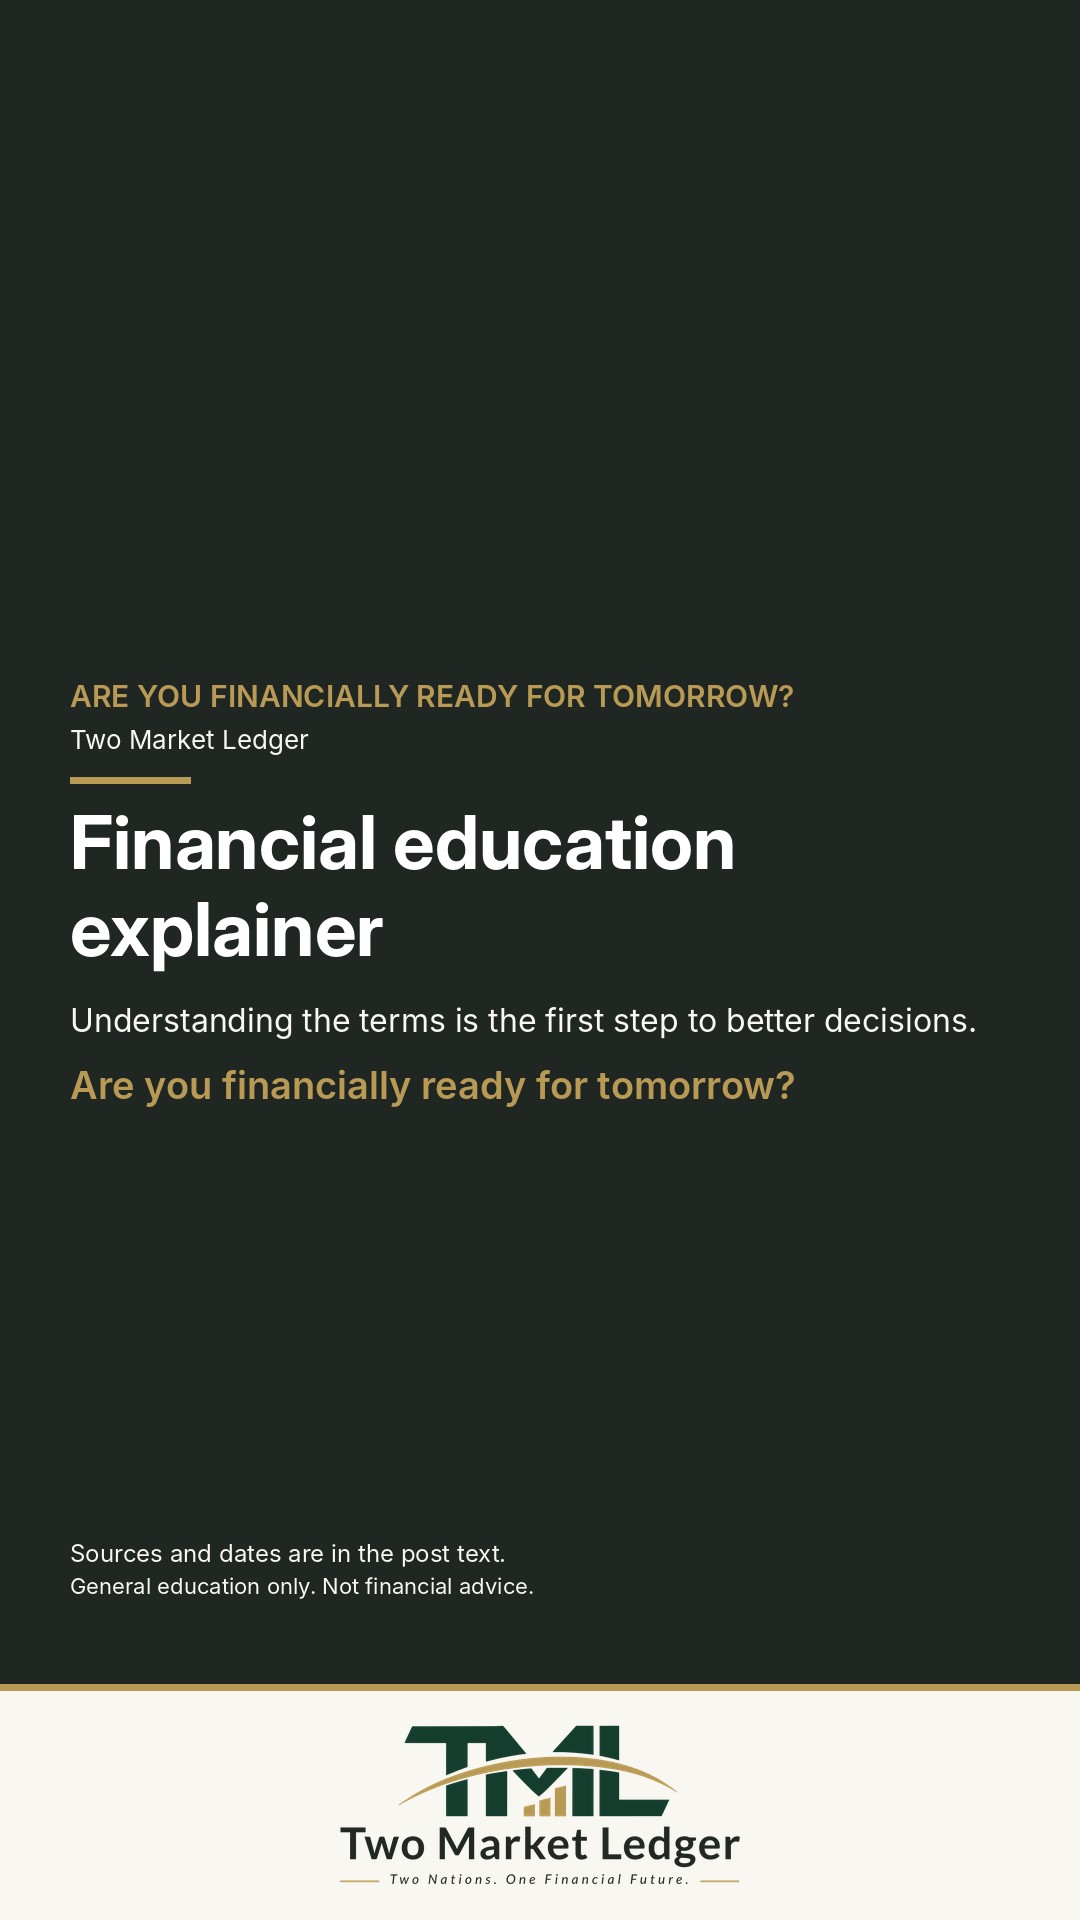 ARE YOU FINANCIALLY READY FOR TOMORROW?
Two Market Ledger
Financial education
explainer
Understanding the terms is the first step to better decisions.
Are you financially ready for tomorrow?
Sources and dates are in the post text.
General education only. Not financial advice.
TML
Two Market Ledger
Two Nations. One Financial Future.